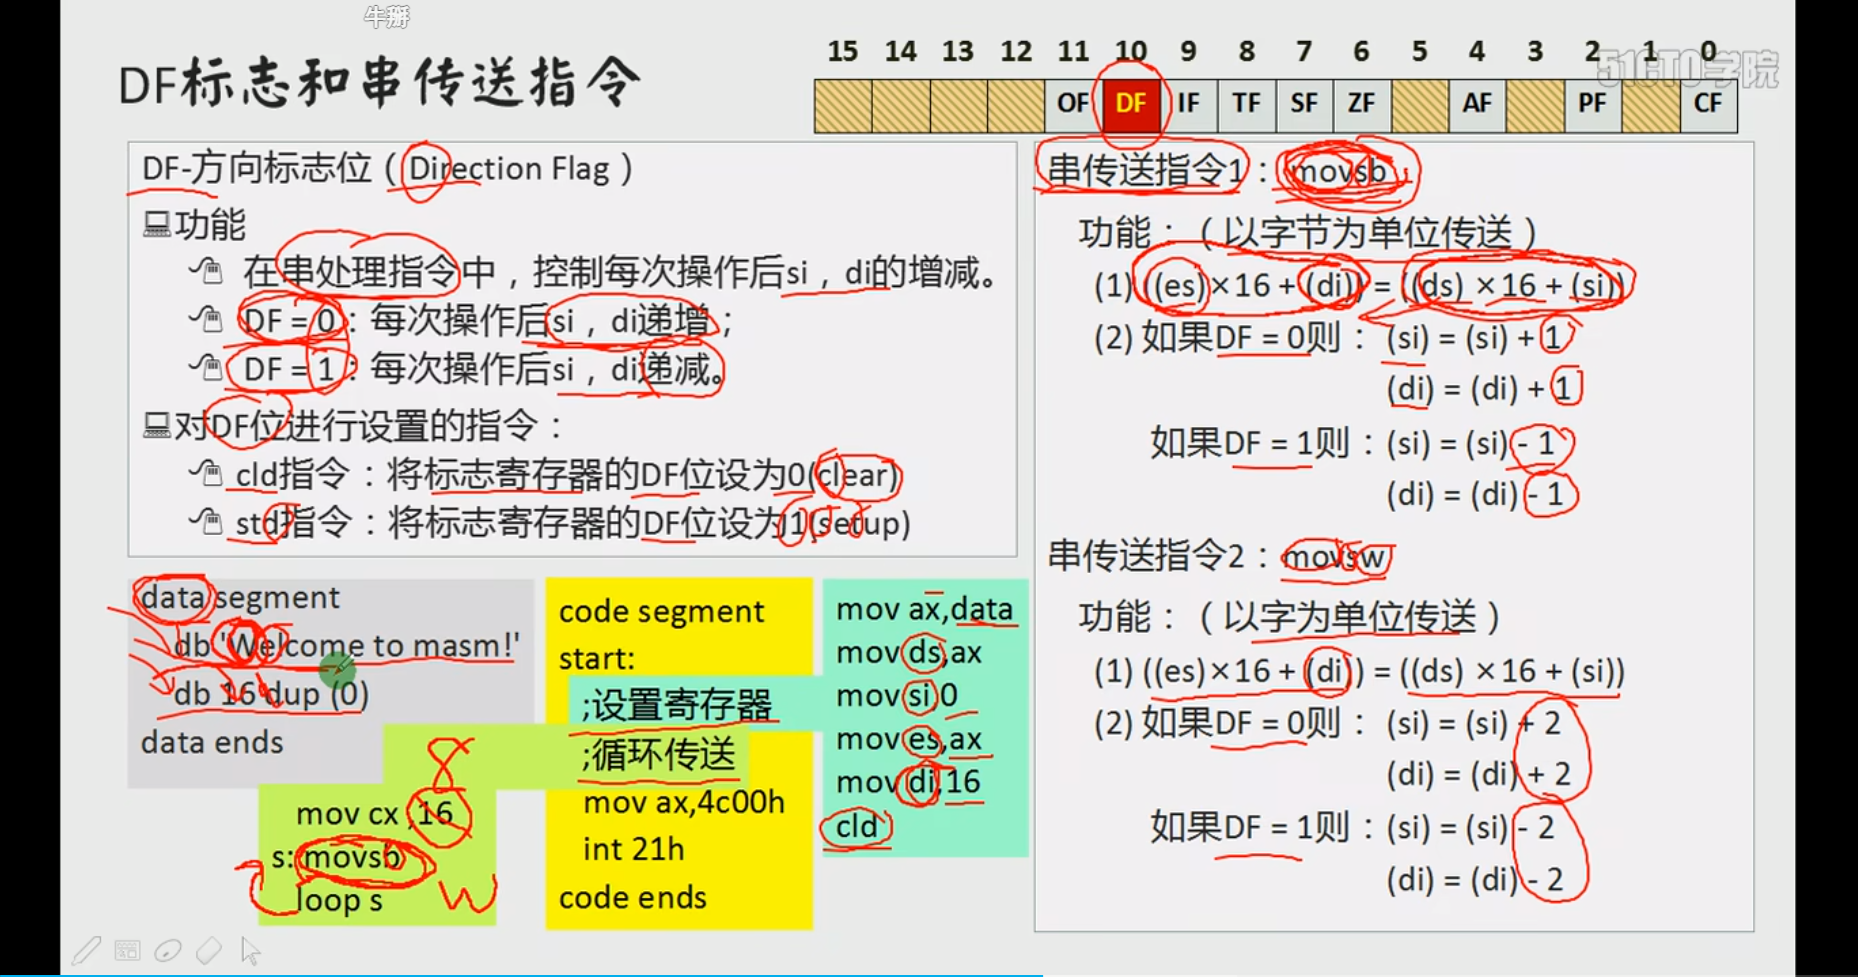 牛掰
DF标志和串传送指令
15 14 13 12 11 10 9 8 7 6 5 4 3 2 1 0
51CTO学院
OF DF IF TF SF ZF AF PF CF
DF-方向标志位（Direction Flag）
功能
在串处理指令中，控制每次操作后si，di的增减。
DF = 0：每次操作后si，di递增；
DF = 1：每次操作后si，di递减。
对DF位进行设置的指令：
cld指令：将标志寄存器的DF位设为0(clear)
std指令：将标志寄存器的DF位设为1(setup)
串传送指令1：movsb
功能：（以字节为单位传送）
(1) ((es)×16 + (di)) = ((ds) ×16 + (si))
(2) 如果DF = 0则：(si) = (si) + 1
(di) = (di) + 1
如果DF = 1则：(si) = (si) - 1
(di) = (di) - 1
串传送指令2：movsw
功能：（以字为单位传送）
(1) ((es)×16 + (di)) = ((ds) ×16 + (si))
(2) 如果DF = 0则：(si) = (si) + 2
(di) = (di) + 2
如果DF = 1则：(si) = (si) - 2
(di) = (di) - 2
data segment
db 'Welcome to masm!'
db 16 dup (0)
data ends
8
mov cx ,16
s: movsb
W
loop s
code segment
start:
;设置寄存器
;循环传送
mov ax,4c00h
int 21h
code ends
mov ax,data
mov ds,ax
mov si,0
mov es,ax
mov di,16
cld